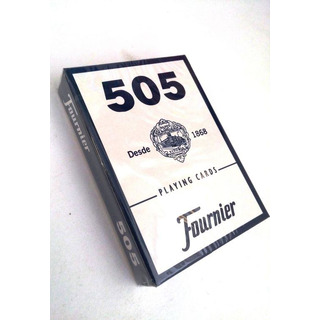 505
Desde 1868
PLAYING CARDS
Fournier
Fournier
505